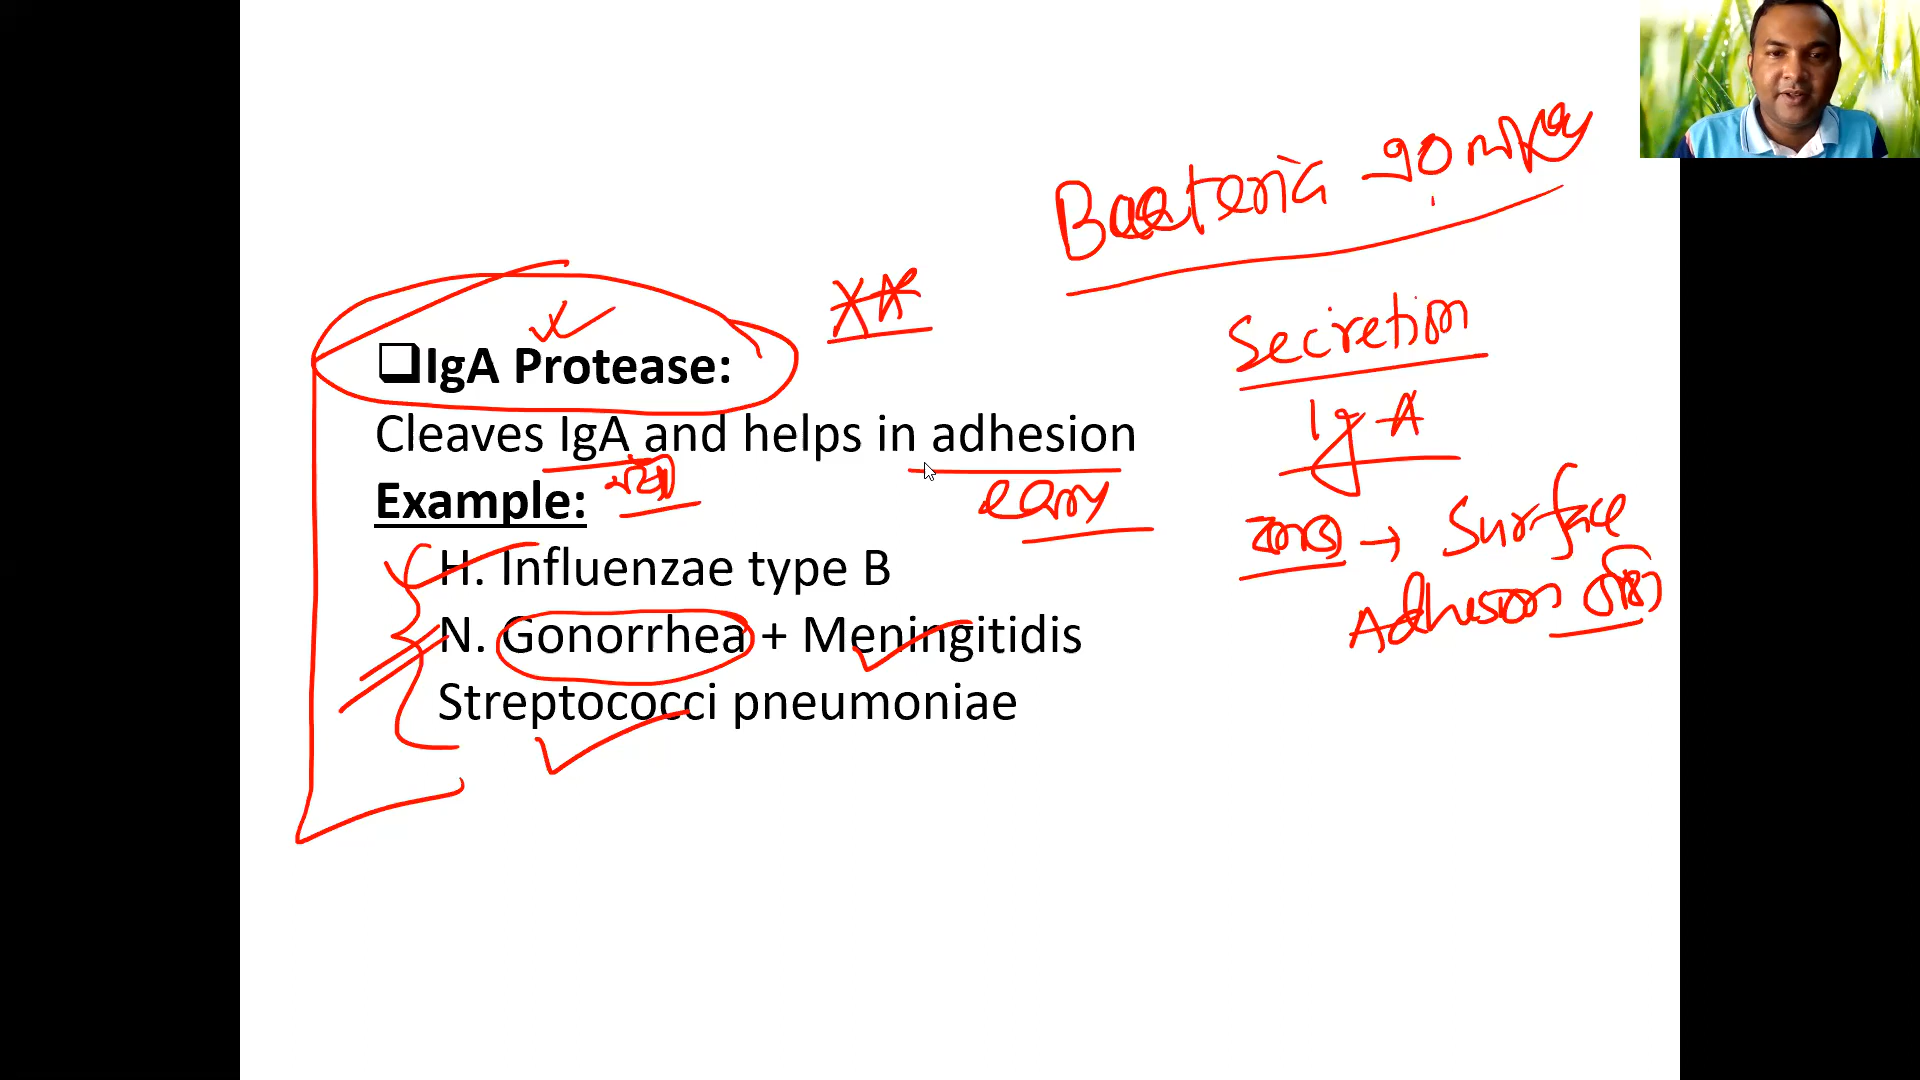 Bacteria
Secretion
IgA
→ Surface
Adhesion
❑IgA Protease:
Cleaves IgA and helps in adhesion
easy
Example:
H. Influenzae type B
N. Gonorrhea + Meningitidis
Streptococci pneumoniae